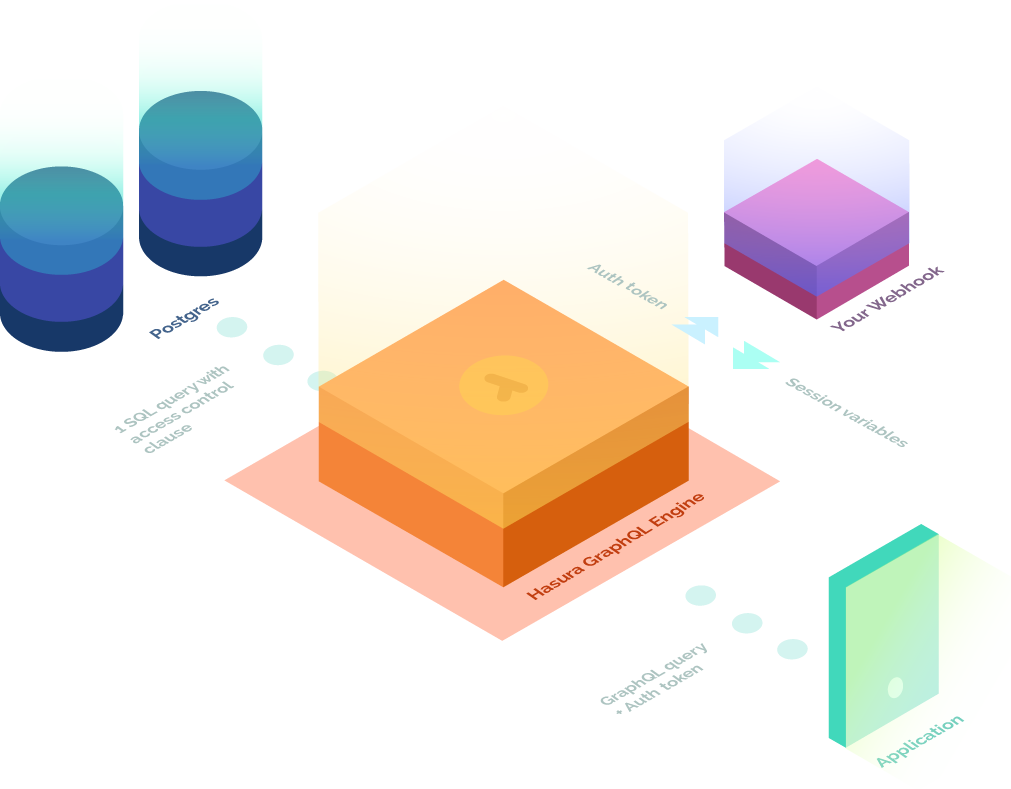 Postgres
1 SQL query with
access control
clause
Auth token
Your Webhook
Session variables
Hasura GraphQL Engine
GraphQL query
+ Auth token
Application